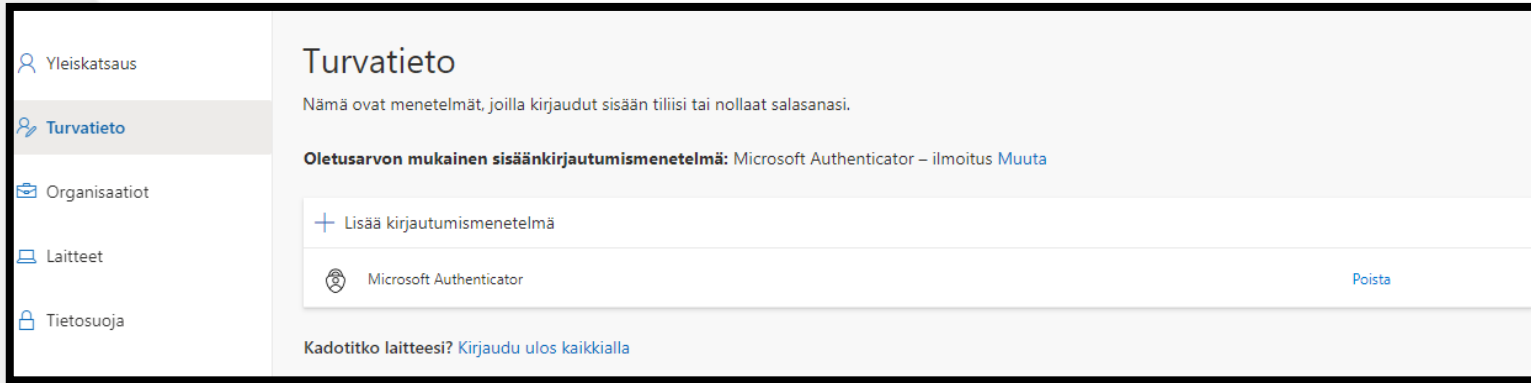 Yleiskatsaus
Turvatieto
Organisaatiot
Laitteet
Tietosuoja
Turvatieto
Nämä ovat menetelmät, joilla kirjaudut sisään tiliisi tai nollaat salasanasi.
Oletusarvon mukainen sisäänkirjautumismenetelmä: Microsoft Authenticator – ilmoitus Muuta
Lisää kirjautumismenetelmä
Microsoft Authenticator Poista
Kadotitko laitteesi? Kirjaudu ulos kaikkialla